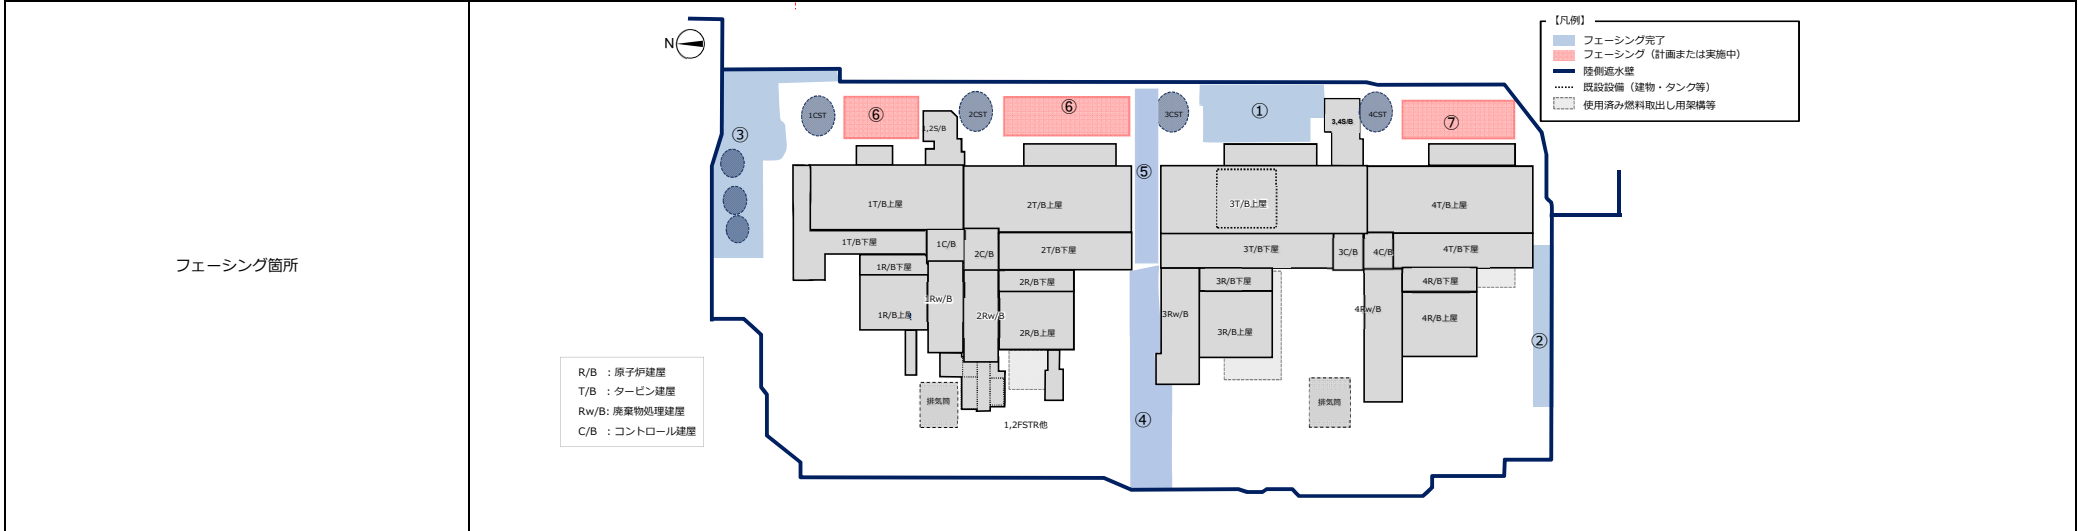 フェーシング箇所
N
【凡例】
フェーシング完了
フェーシング（計画または実施中）
陸側遮水壁
既設設備（建物・タンク等）
使用済み燃料取出し用架構等
1CST
⑥
2CST
⑥
3CST
①
4CST
⑦
③
1,2S/B
3,4S/B
⑤
1T/B上屋
2T/B上屋
3T/B上屋
4T/B上屋
1T/B下屋
1C/B
2C/B
2T/B下屋
3T/B下屋
3C/B
4C/B
4T/B下屋
1R/B下屋
2R/B下屋
3R/B下屋
4R/B下屋
1Rw/B
2Rw/B
3Rw/B
4Rw/B
1R/B上屋
2R/B上屋
3R/B上屋
4R/B上屋
②
R/B ：原子炉建屋
T/B ：タービン建屋
Rw/B：廃棄物処理建屋
C/B ：コントロール建屋
排気筒
排気筒
1,2FSTR他
④